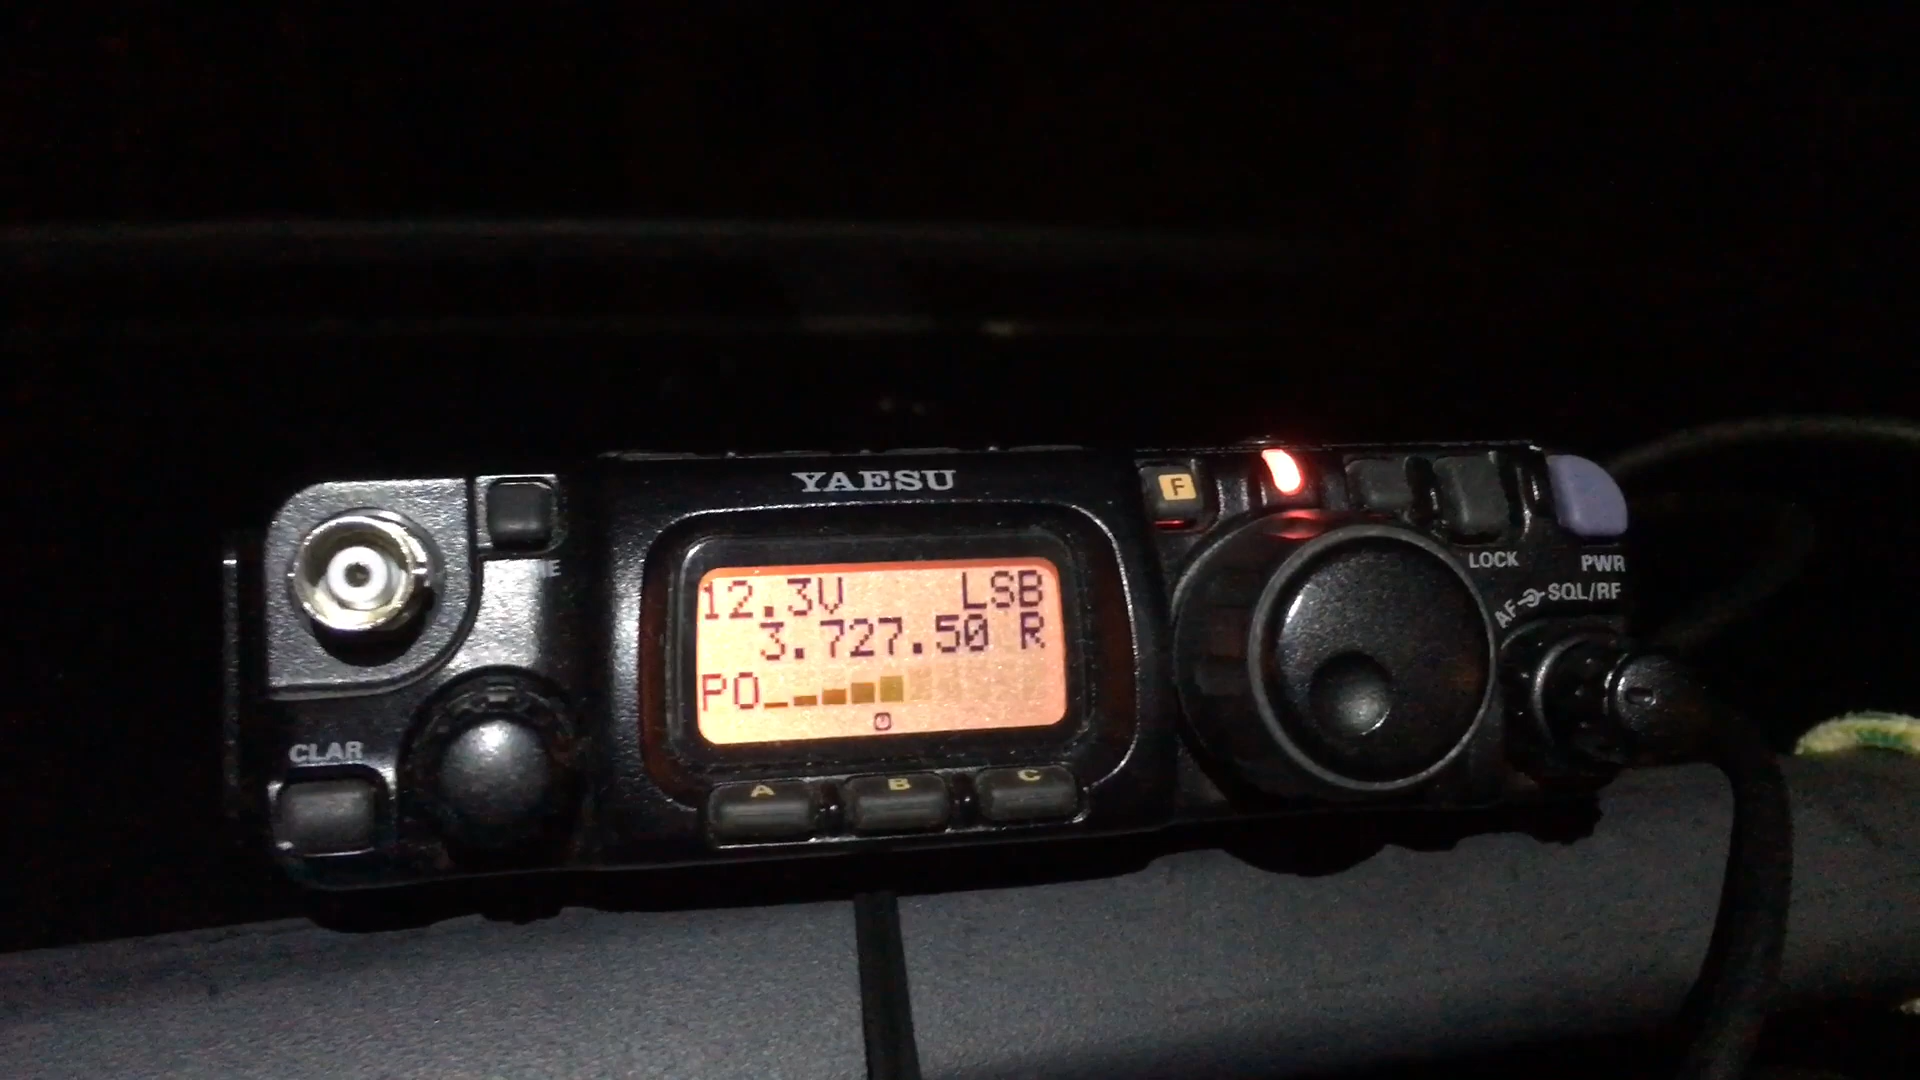 YAESU
F
LOCK
PWR
AF SQL/RF
12.3V LSB
3.727.50 R
PO
CLAR
A B C